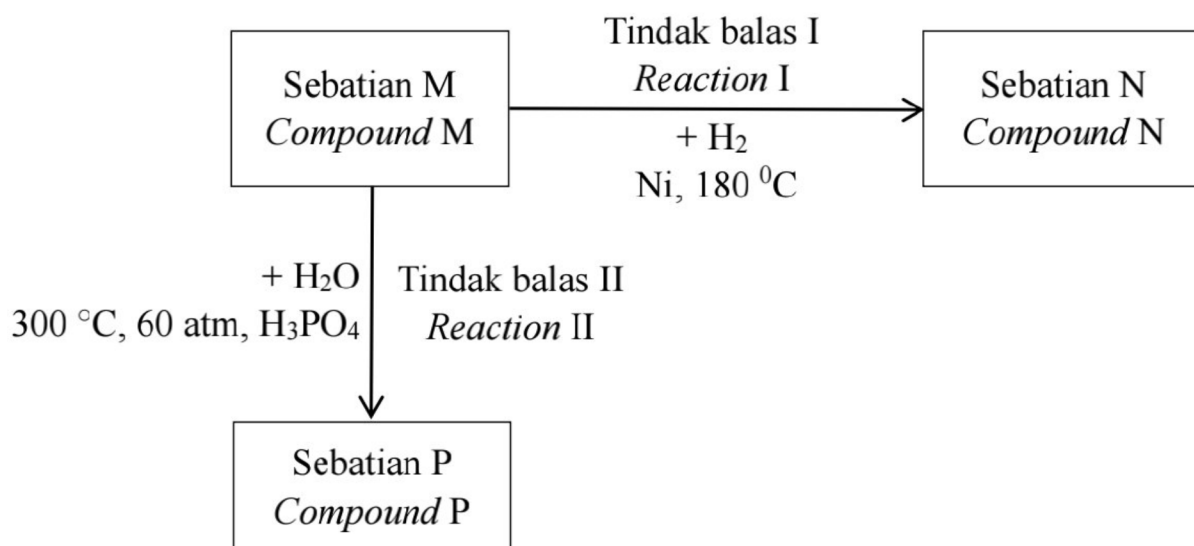 Sebatian M
Compound M
Tindak balas I
Reaction I
+ H₂
Ni, 180 ⁰C
Sebatian N
Compound N
+ H₂O
300 °C, 60 atm, H₃PO₄
Tindak balas II
Reaction II
Sebatian P
Compound P